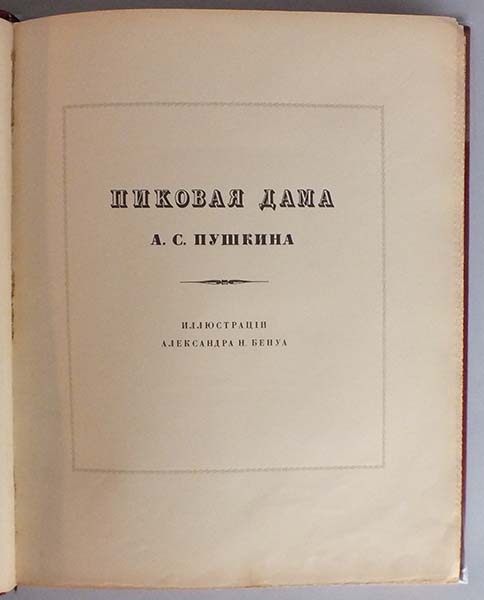 ПИКОВАЯ ДАМА
А. С. ПУШКИНА
ИЛЛЮСТРАЦІИ
АЛЕКСАНДРА Н. БЕНУА